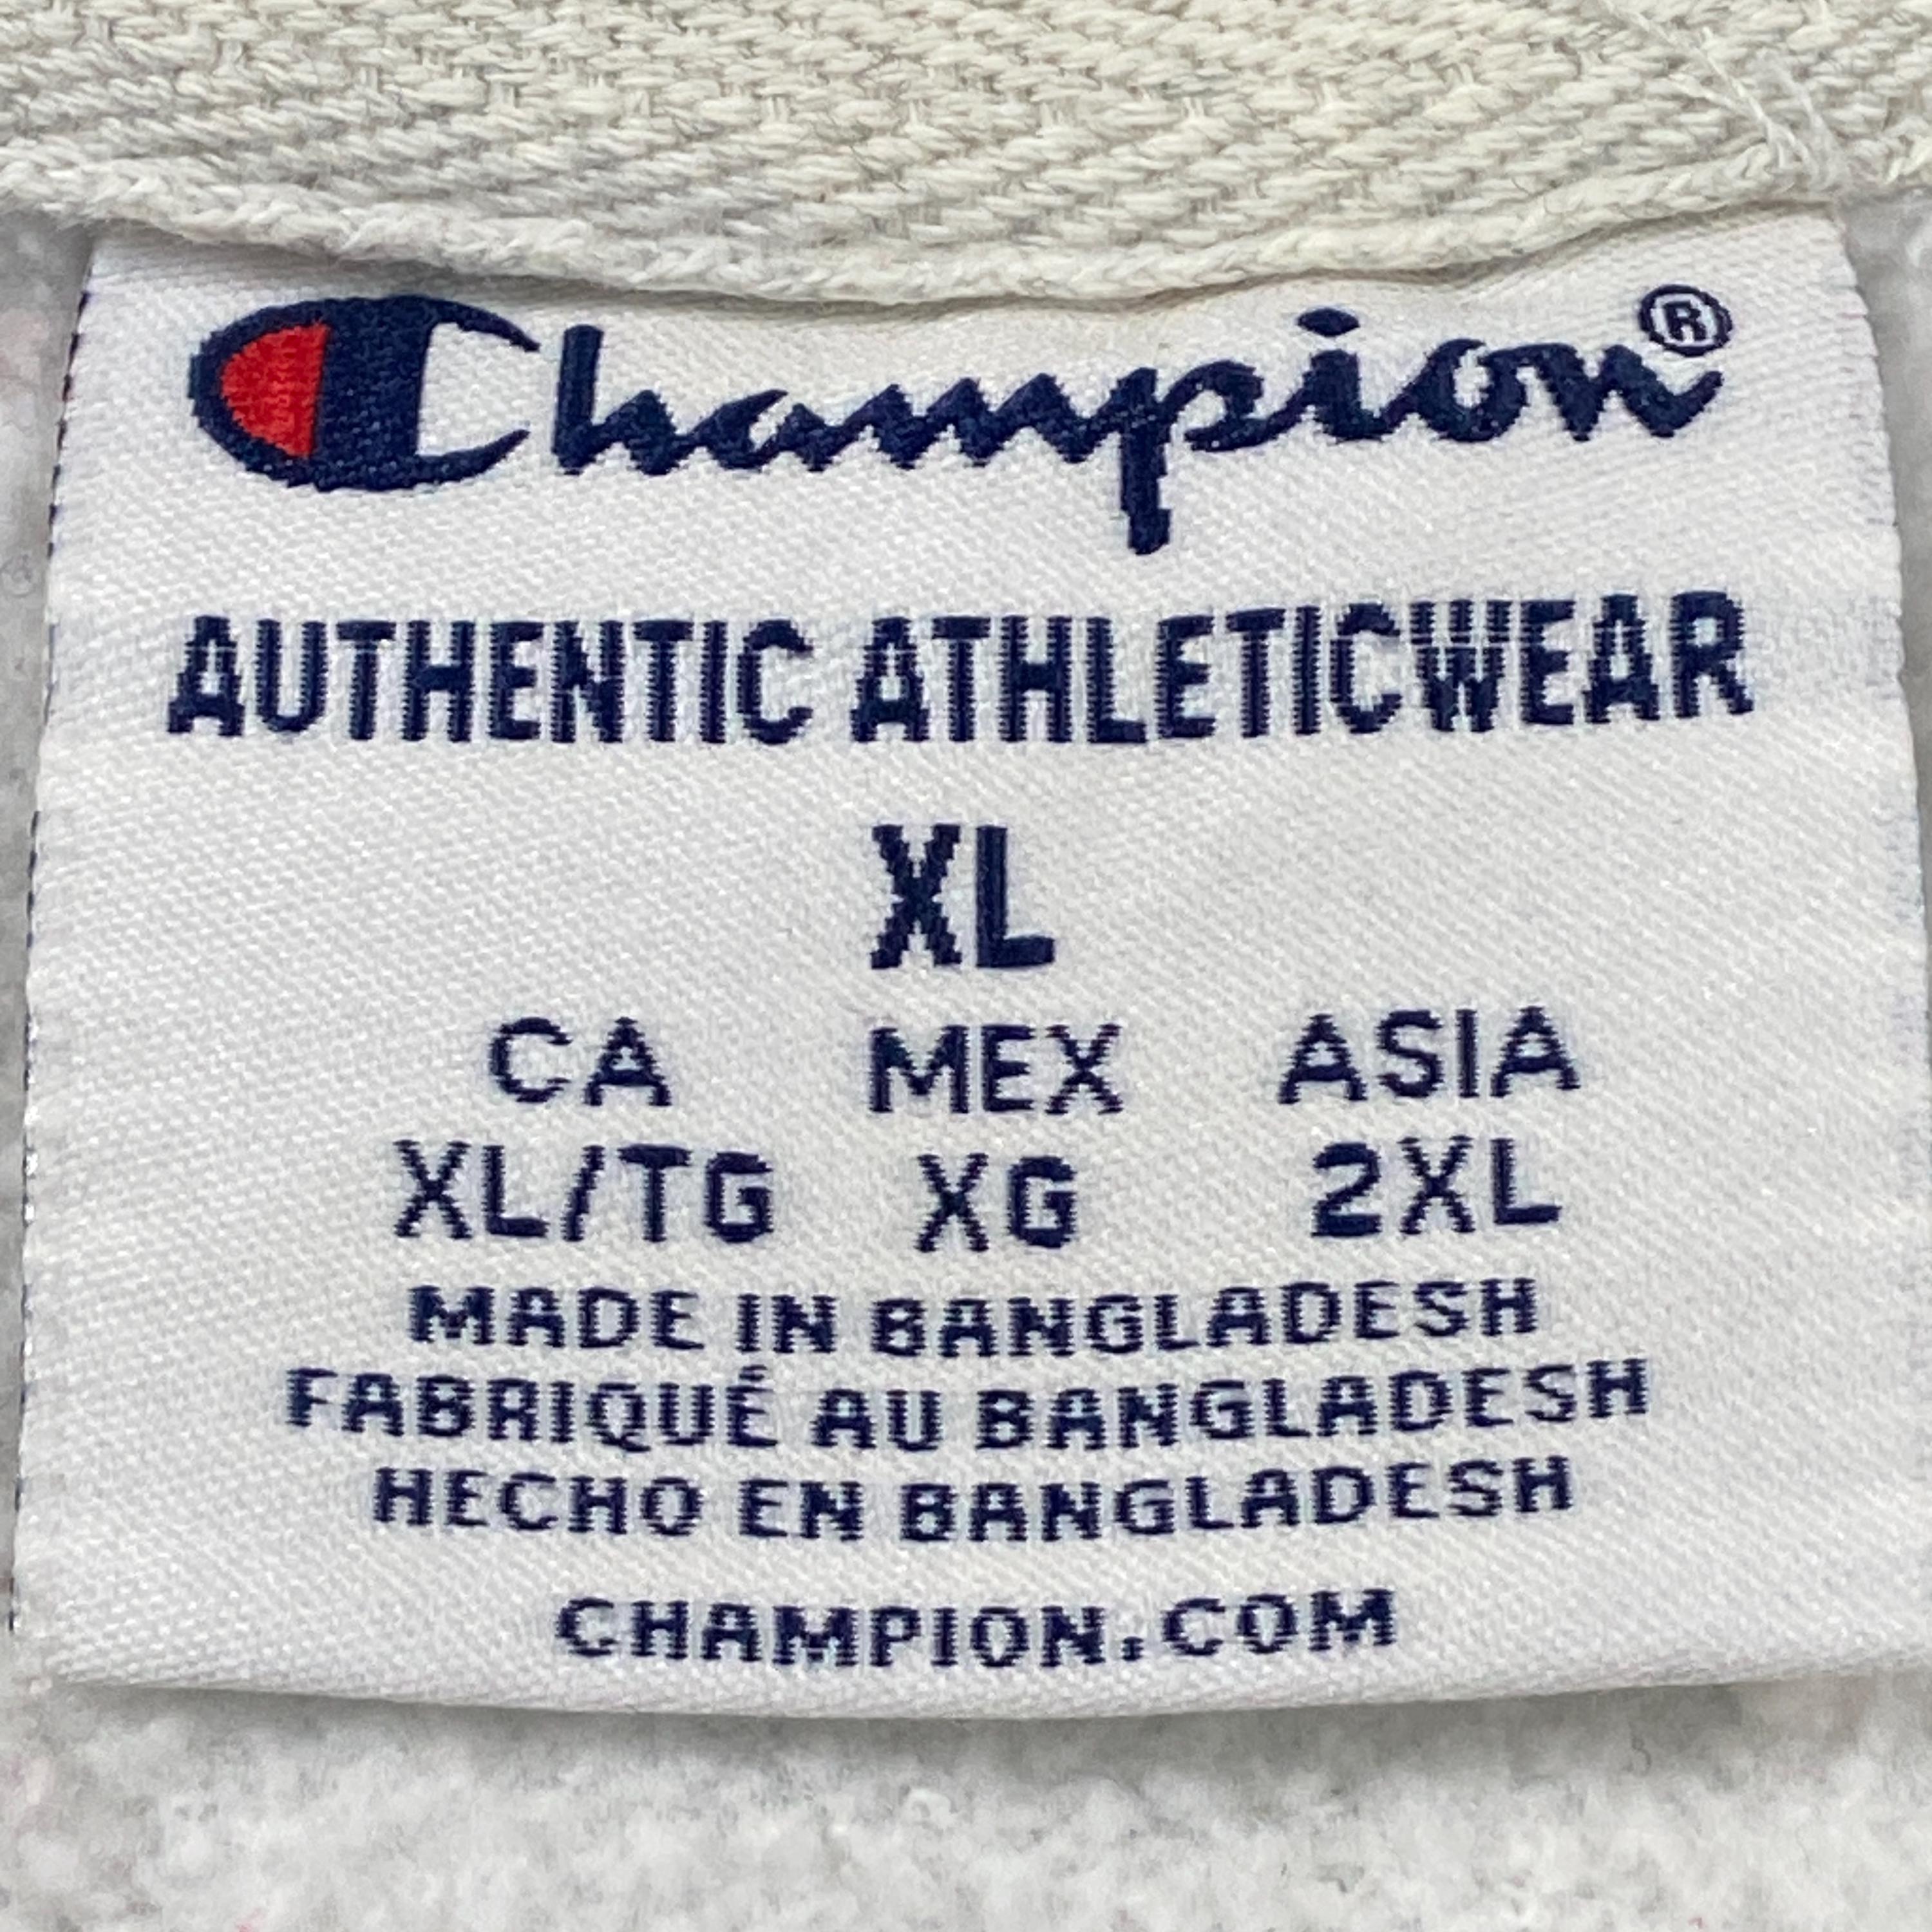 Champion®
AUTHENTIC ATHLETICWEAR
XL
CA MEX ASIA
XL/TG XG 2XL
MADE IN BANGLADESH
FABRIQUÉ AU BANGLADESH
HECHO EN BANGLADESH
CHAMPION.COM